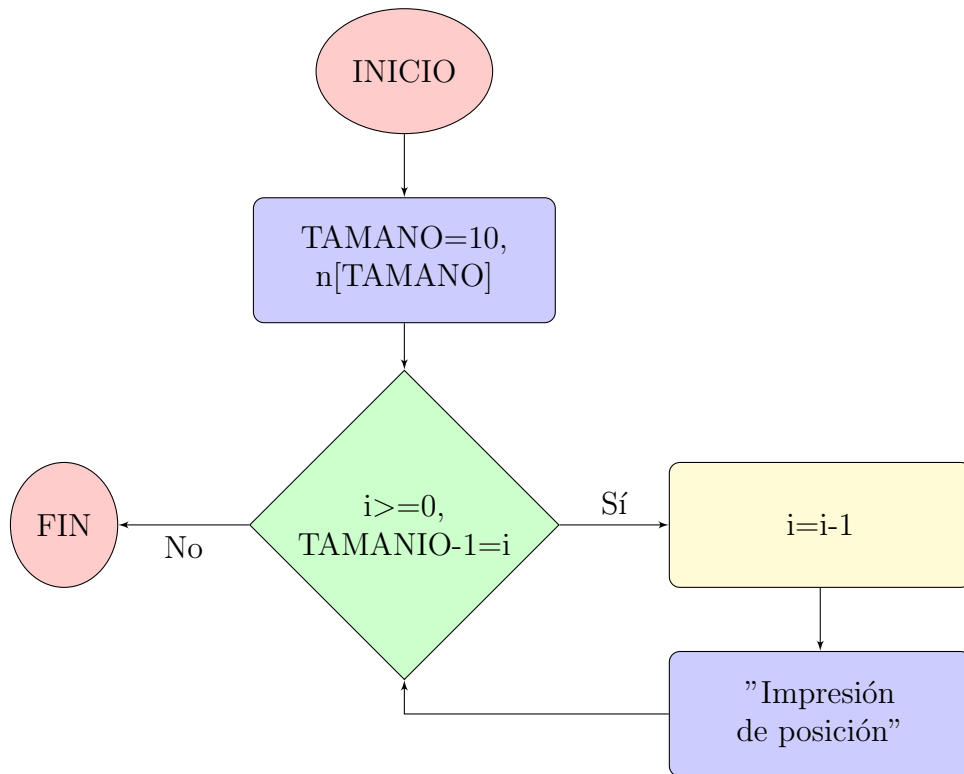 INICIO
TAMANO=10,
n[TAMANO]
i>=0,
TAMANIO-1=i
Sí
No
FIN
i=i-1
”Impresión
de posición”